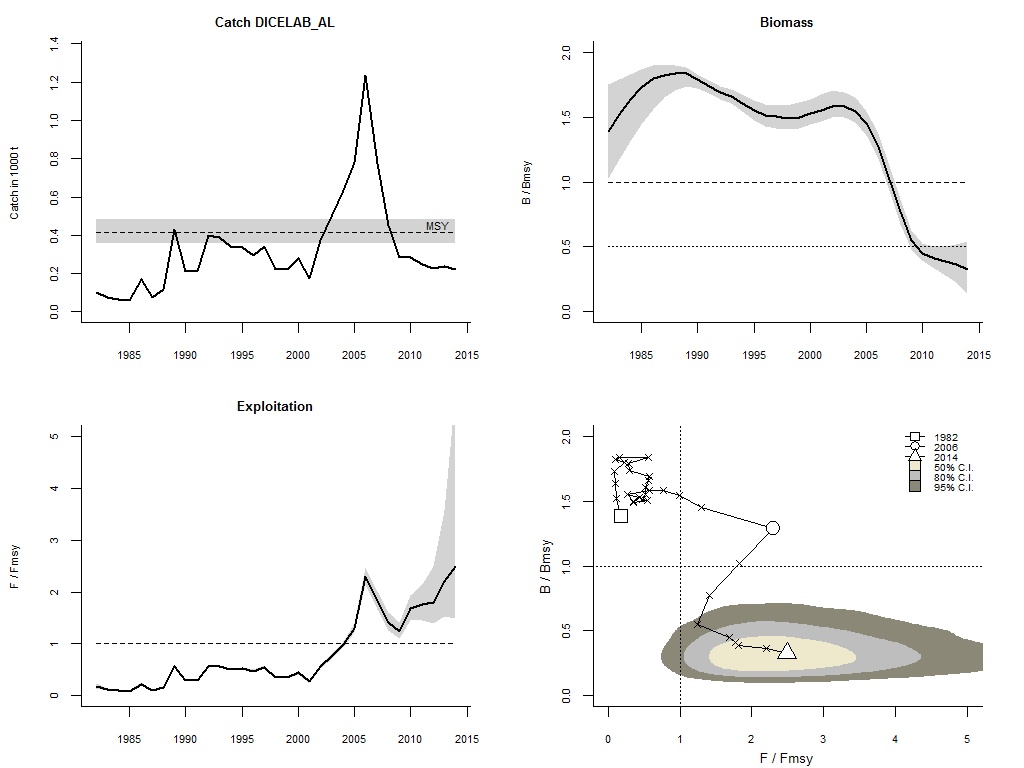 Catch DICELAB_AL
Catch in 1000 t
0.0 0.2 0.4 0.6 0.8 1.0 1.2 1.4
MSY
1985 1990 1995 2000 2005 2010 2015
Biomass
B / Bmsy
0.0 0.5 1.0 1.5 2.0
1985 1990 1995 2000 2005 2010 2015
Exploitation
F / Fmsy
0 1 2 3 4 5
1985 1990 1995 2000 2005 2010 2015
B / Bmsy
0.0 0.5 1.0 1.5 2.0
1982
2006
2014
50% C.I.
80% C.I.
95% C.I.
0 1 2 3 4 5
F / Fmsy